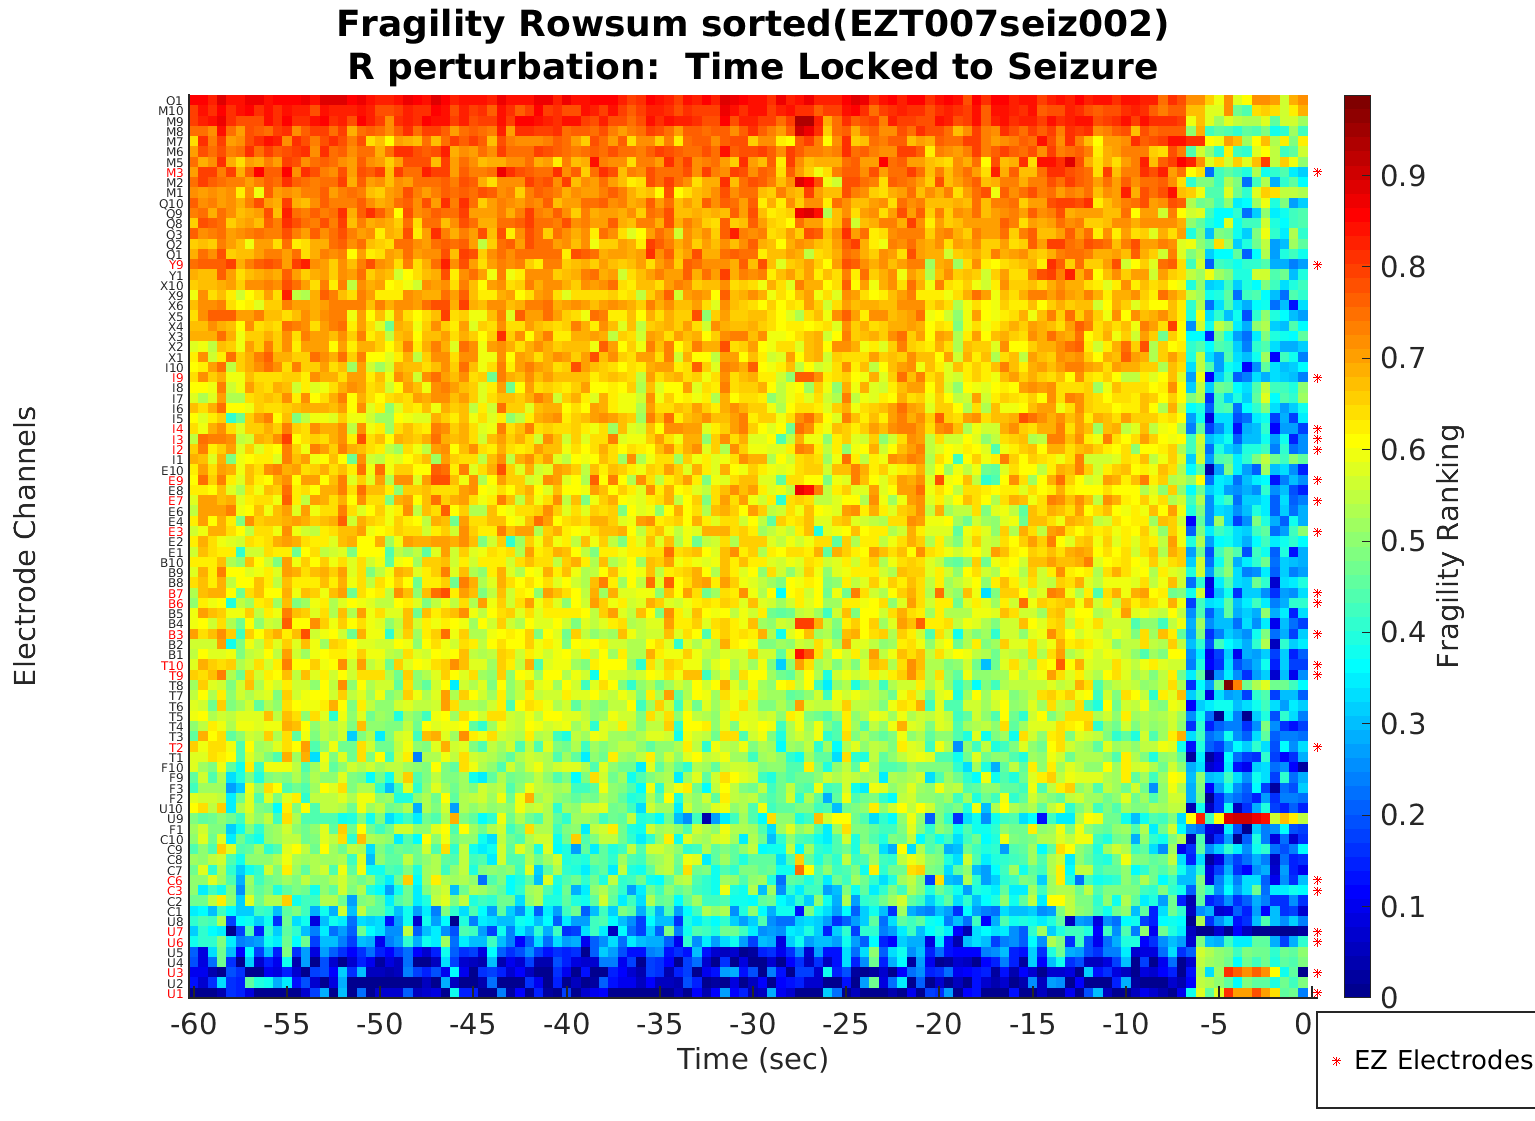 Fragility Rowsum sorted(EZT007seiz002)
R perturbation:  Time Locked to Seizure
Electrode Channels
O1
M10
M9
M8
M7
M6
M5
M3
M2
M1
Q10
Q9
Q8
Q3
Q2
Q1
Y9
Y1
X10
X9
X6
X5
X4
X3
X2
X1
I10
I9
I8
I7
I6
I5
I4
I3
I2
I1
E10
E9
E8
E7
E6
E4
E3
E2
E1
B10
B9
B8
B7
B6
B5
B4
B3
B2
B1
T10
T9
T8
T7
T6
T5
T4
T3
T2
T1
F10
F9
F3
F2
U10
U9
F1
C10
C9
C8
C7
C6
C3
C2
C1
U8
U7
U6
U5
U4
U3
U2
U1
-60 -55 -50 -45 -40 -35 -30 -25 -20 -15 -10 -5 0
Time (sec)
0.9
0.8
0.7
0.6
0.5
0.4
0.3
0.2
0.1
0
Fragility Ranking
EZ Electrodes